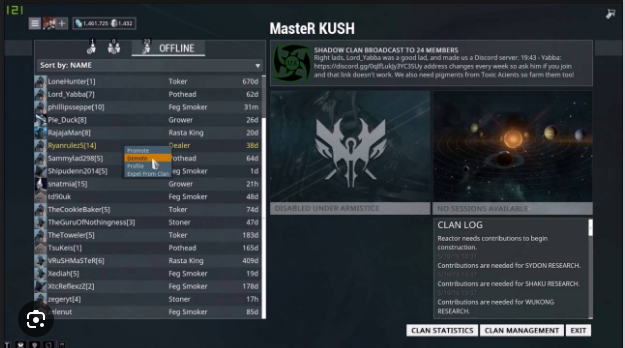 121
1.461.725 1.432
MasteR KUSH
OFFLINE
Sort by: NAME
SHADOW CLAN BROADCAST TO 24 MEMBERS
Right lads, Lord_Yabba was a good lad, and made us a Discord server. 19:43 - Yabba:
address changes every week so ask him if you join
and that link doesn't work. We also need pigments from Toxic Acients so farm them too!
LoneHunter[1] Toker 670d
Lord_Yabba[7] Pothead 62d
phillipsseppe[10] Feg Smoker 31m
Pie_Duck[8] Grower 26d
RajaJaMan[8] Rasta King 20d
Ryanrulez5[14] Dealer 38d
Sammylad298[5] Pothead 64d
Shipudenn2014[5] Feg Smoker 1d
snatmia[15] Grower 21h
td90uk Feg Smoker 48d
TheCookieBaker[5] Toker 74d
TheGuruOfNothingness[3] Stoner 47d
TheToweler[5] Toker 183d
TsuKeis[1] Pothead 165d
VRuSHMaSTeR[6] Rasta King 409d
Xediah[5] Feg Smoker 19d
XtcReflexzZ[2] Feg Smoker 178d
zegeryt[4] Stoner 17h
Feg Smoker 85d
Promote
Demote
Profile
Expel From Clan
DISABLED UNDER ARMISTICE
NO SESSIONS AVAILABLE
CLAN LOG
Reactor needs contributions to begin
construction.
Contributions are needed for SYDON RESEARCH.
Contributions are needed for SHAKU RESEARCH.
Contributions are needed for WUKONG
RESEARCH.
CLAN STATISTICS CLAN MANAGEMENT EXIT